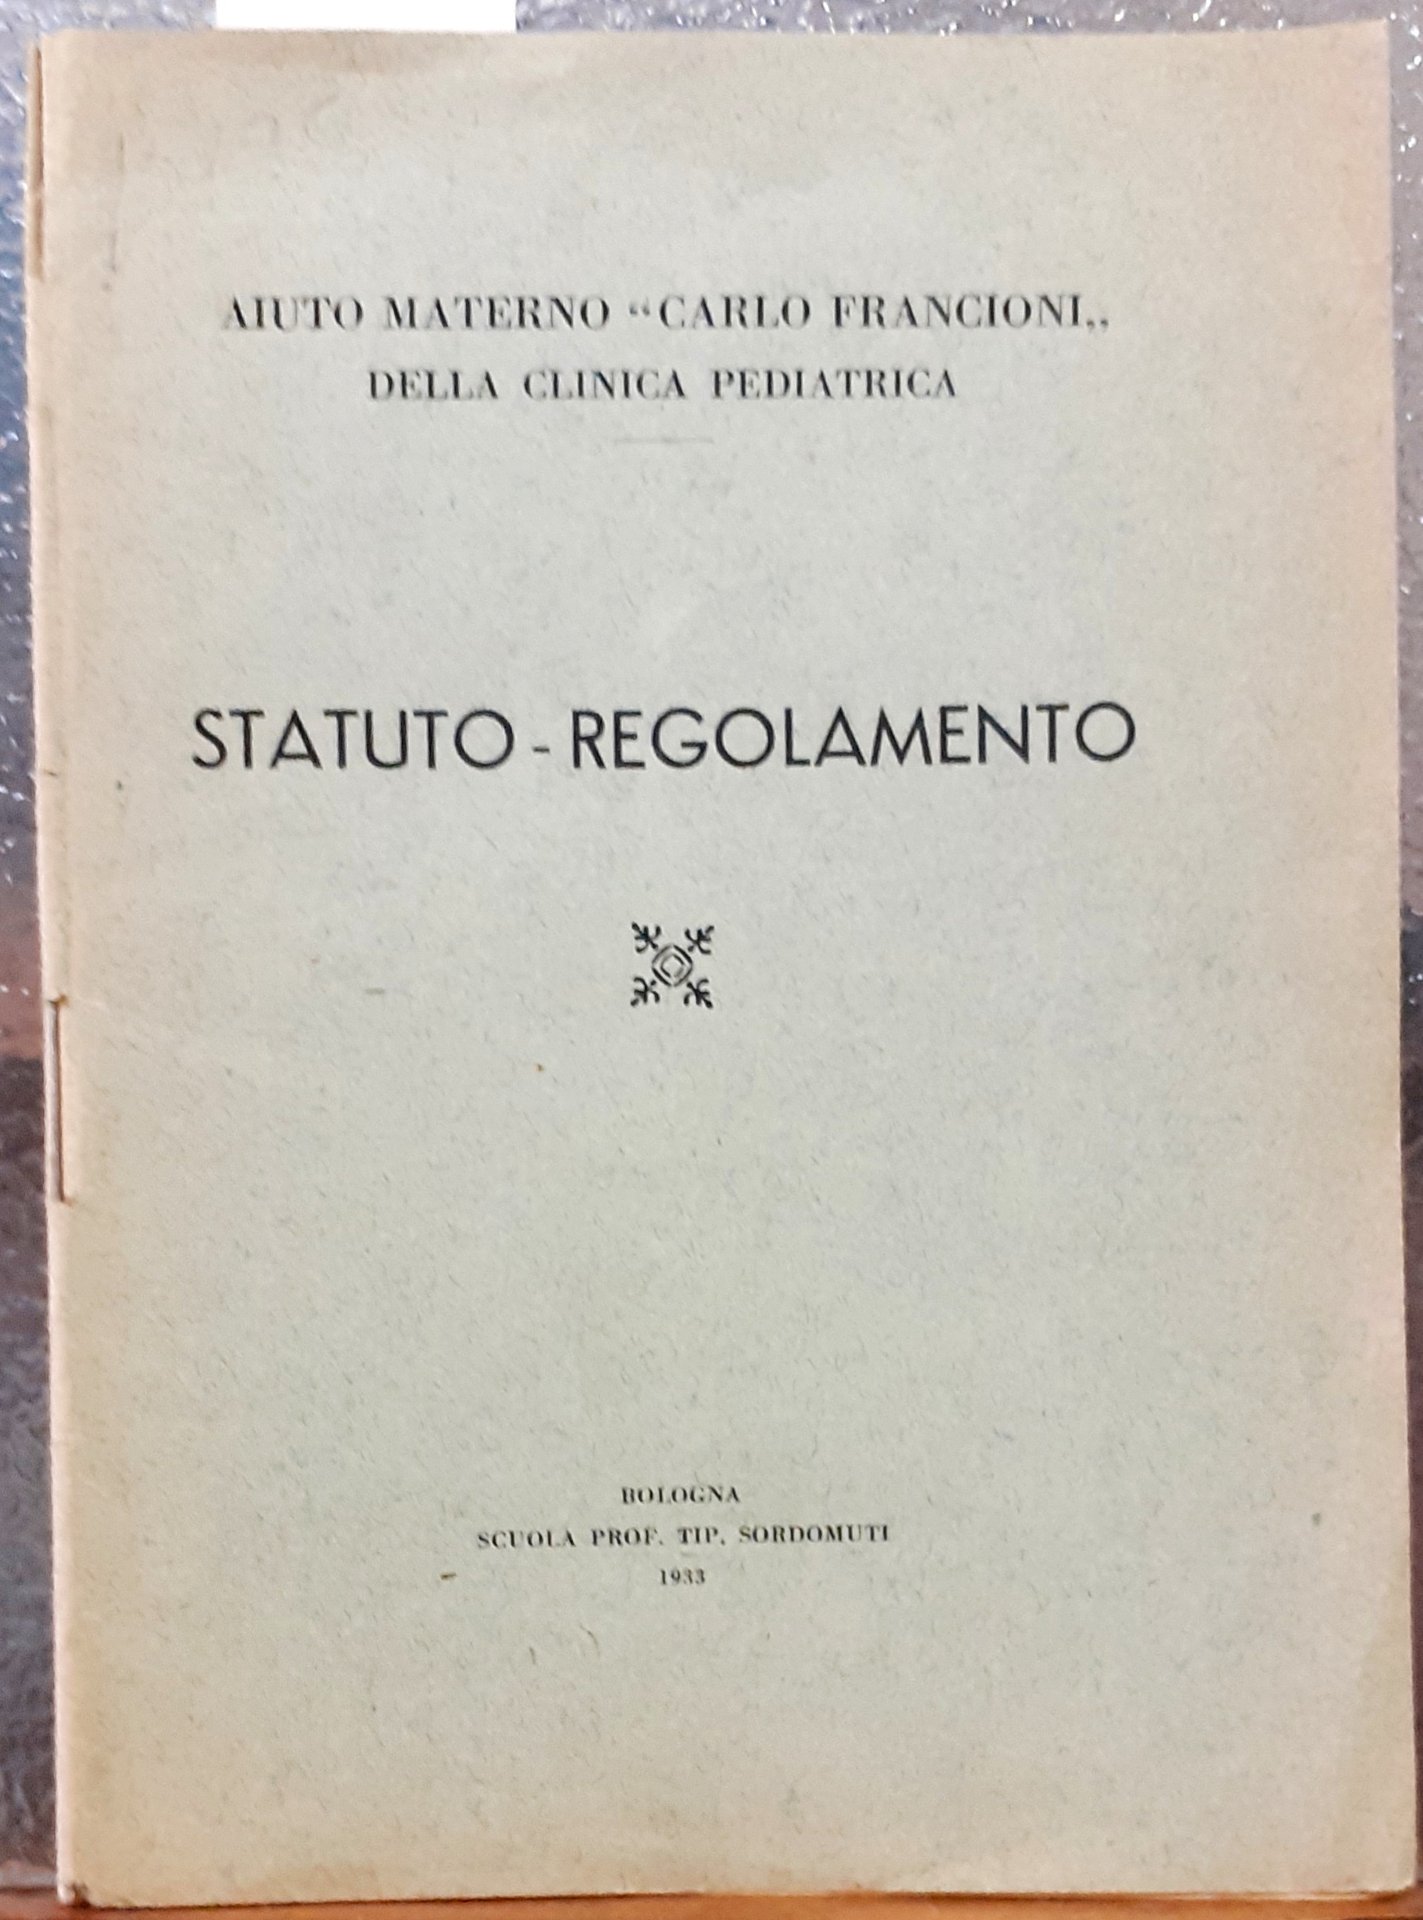 AIUTO MATERNO “CARLO FRANCIONI,,
DELLA CLINICA PEDIATRICA
STATUTO - REGOLAMENTO
BOLOGNA
SCUOLA PROF. TIP. SORDOMUTI
1933